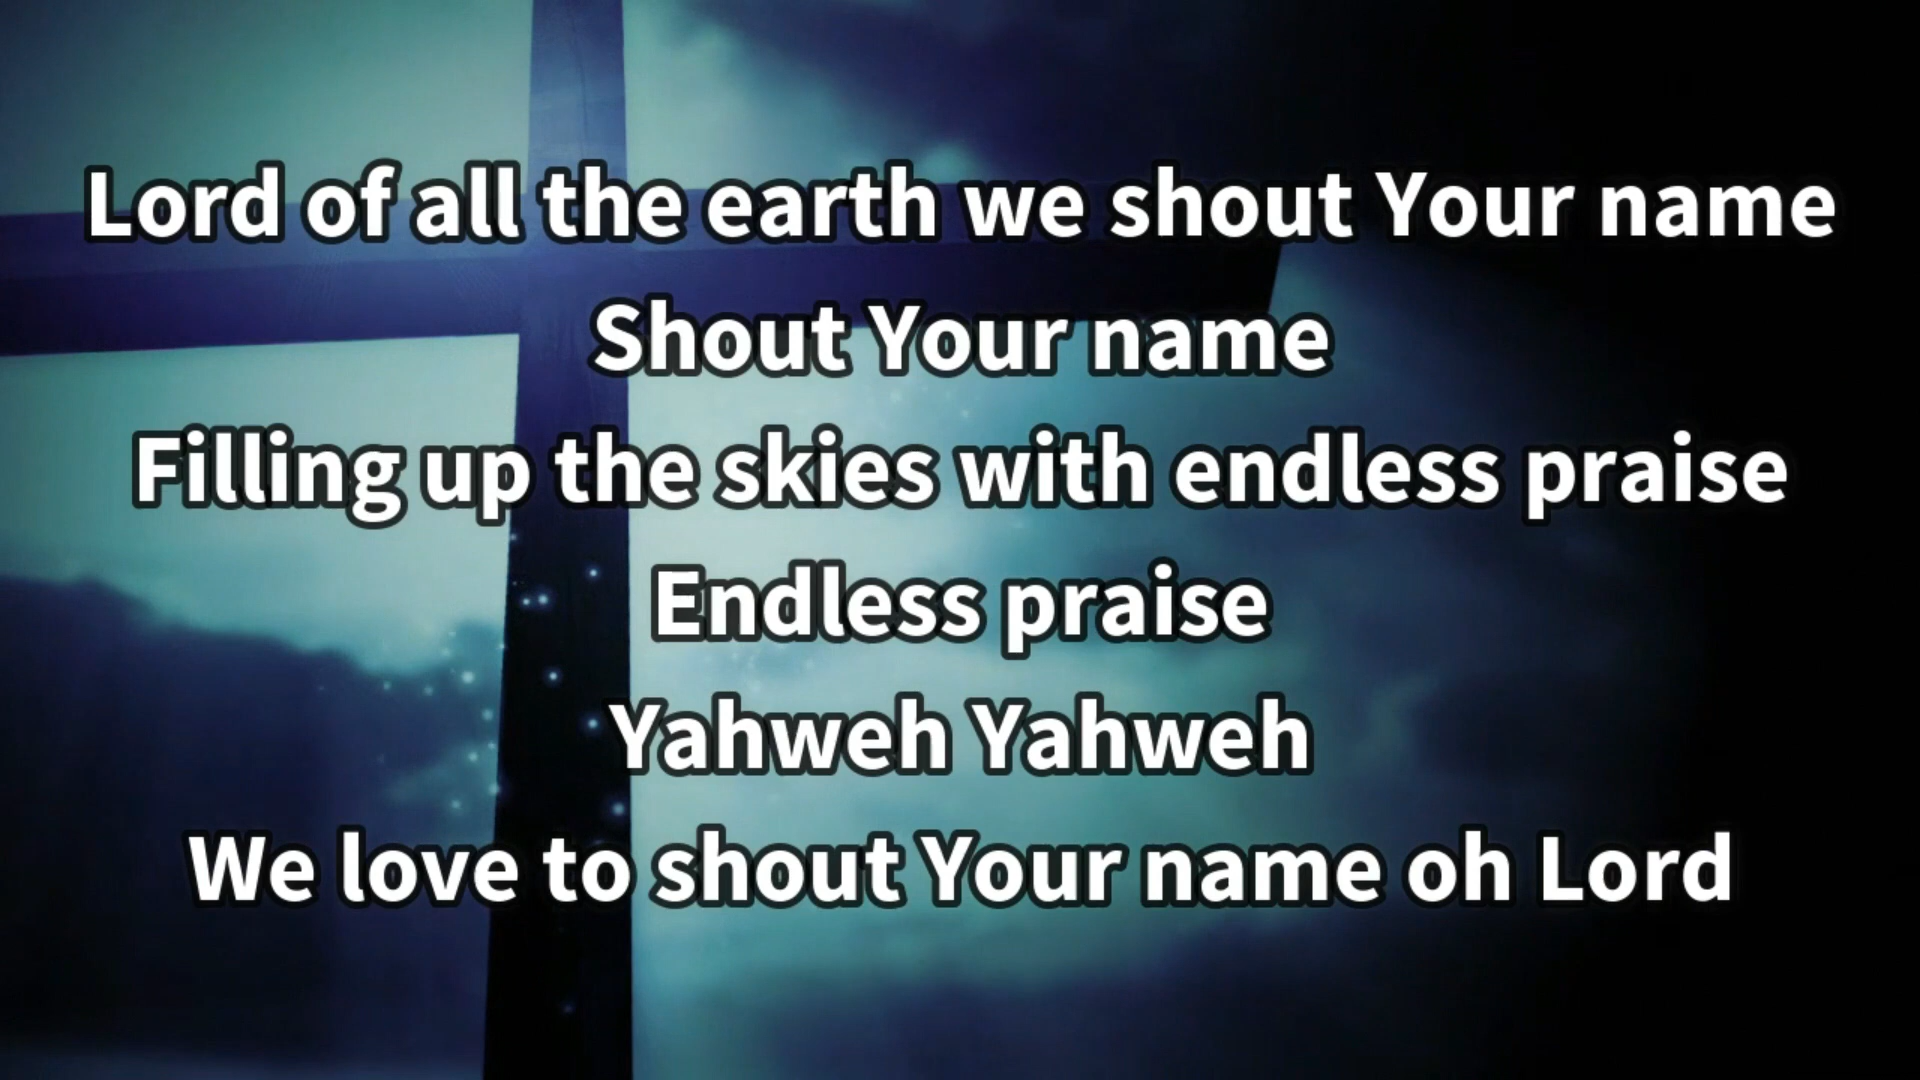 Lord of all the earth we shout Your name
Shout Your name
Filling up the skies with endless praise
Endless praise
Yahweh Yahweh
We love to shout Your name oh Lord